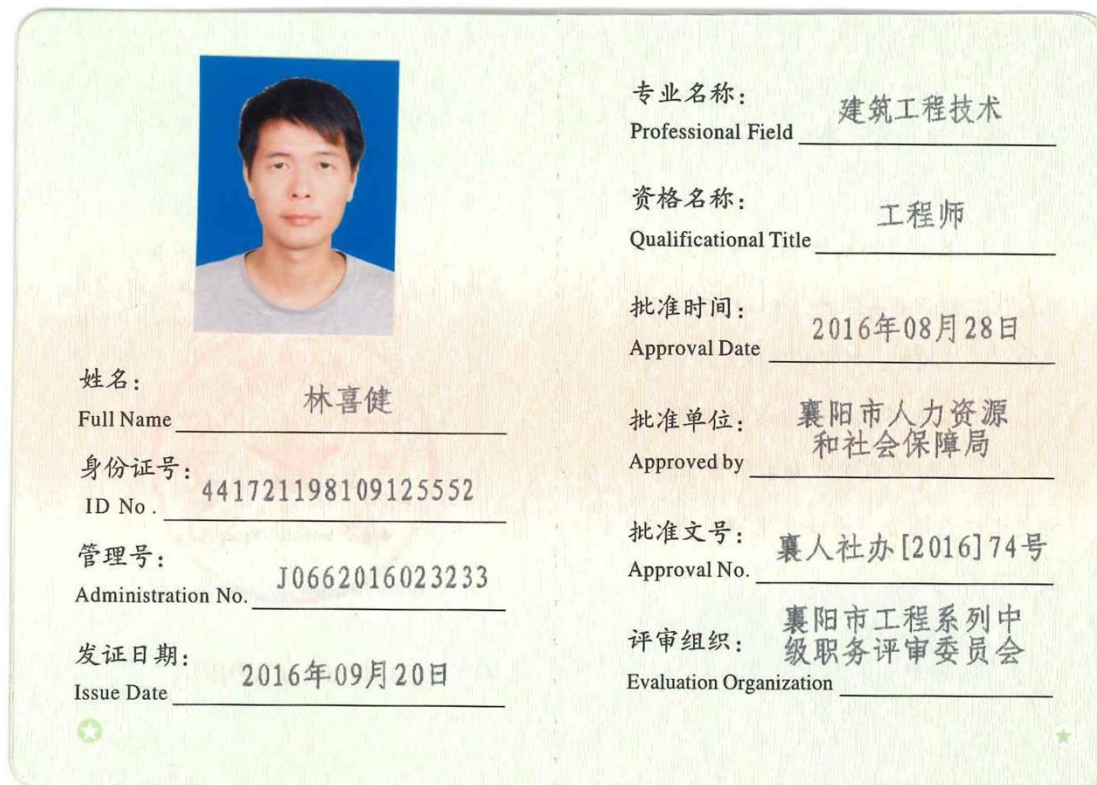 姓名：
林喜健
Full Name
身份证号：
441721198109125552
ID No.
管理号：
J0662016023233
Administration No.
发证日期：
2016年09月20日
Issue Date
专业名称：
建筑工程技术
Professional Field
资格名称：
工程师
Qualificational Title
批准时间：
2016年08月28日
Approval Date
批准单位：
襄阳市人力资源
和社会保障局
Approved by
批准文号：
襄人社办[2016]74号
Approval No.
评审组织：
襄阳市工程系列中
级职务评审委员会
Evaluation Organization